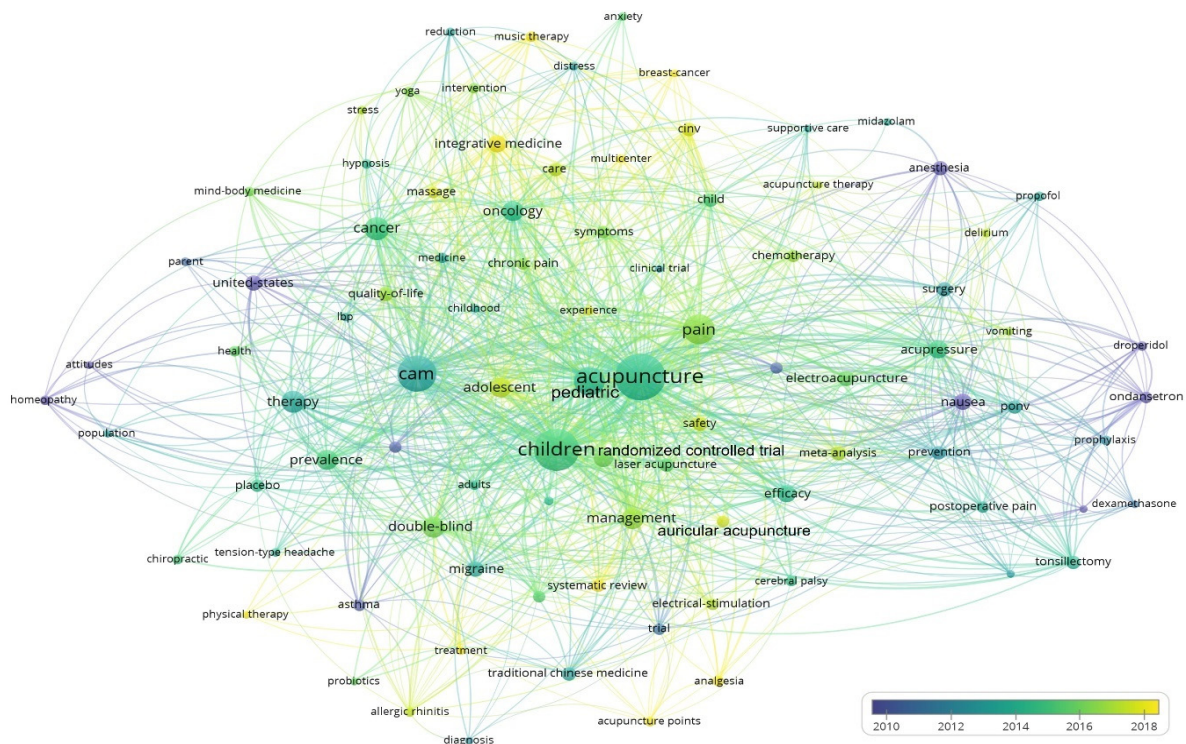 anxiety
reduction
music therapy
distress
breast-cancer
yoga
intervention
stress
cinv
supportive care
midazolam
integrative medicine
multicenter
hypnosis
care
anesthesia
mind-body medicine
massage
acupuncture therapy
child
propofol
oncology
cancer
symptoms
delirium
parent
medicine
chronic pain
clinical trial
chemotherapy
united-states
quality-of-life
surgery
childhood
experience
lbp
pain
vomiting
health
acupressure
droperidol
attitudes
cam
acupuncture
adolescent
pediatric
electroacupuncture
homeopathy
therapy
nausea
ponv
ondansetron
population
safety
prophylaxis
children
randomized controlled trial
meta-analysis
prevention
prevalence
laser acupuncture
placebo
adults
efficacy
dexamethasone
postoperative pain
double-blind
management
auricular acupuncture
chiropractic
tension-type headache
migraine
tonsillectomy
systematic review
cerebral palsy
asthma
electrical-stimulation
physical therapy
trial
treatment
traditional chinese medicine
probiotics
analgesia
allergic rhinitis
acupuncture points
diagnosis
2010 2012 2014 2016 2018